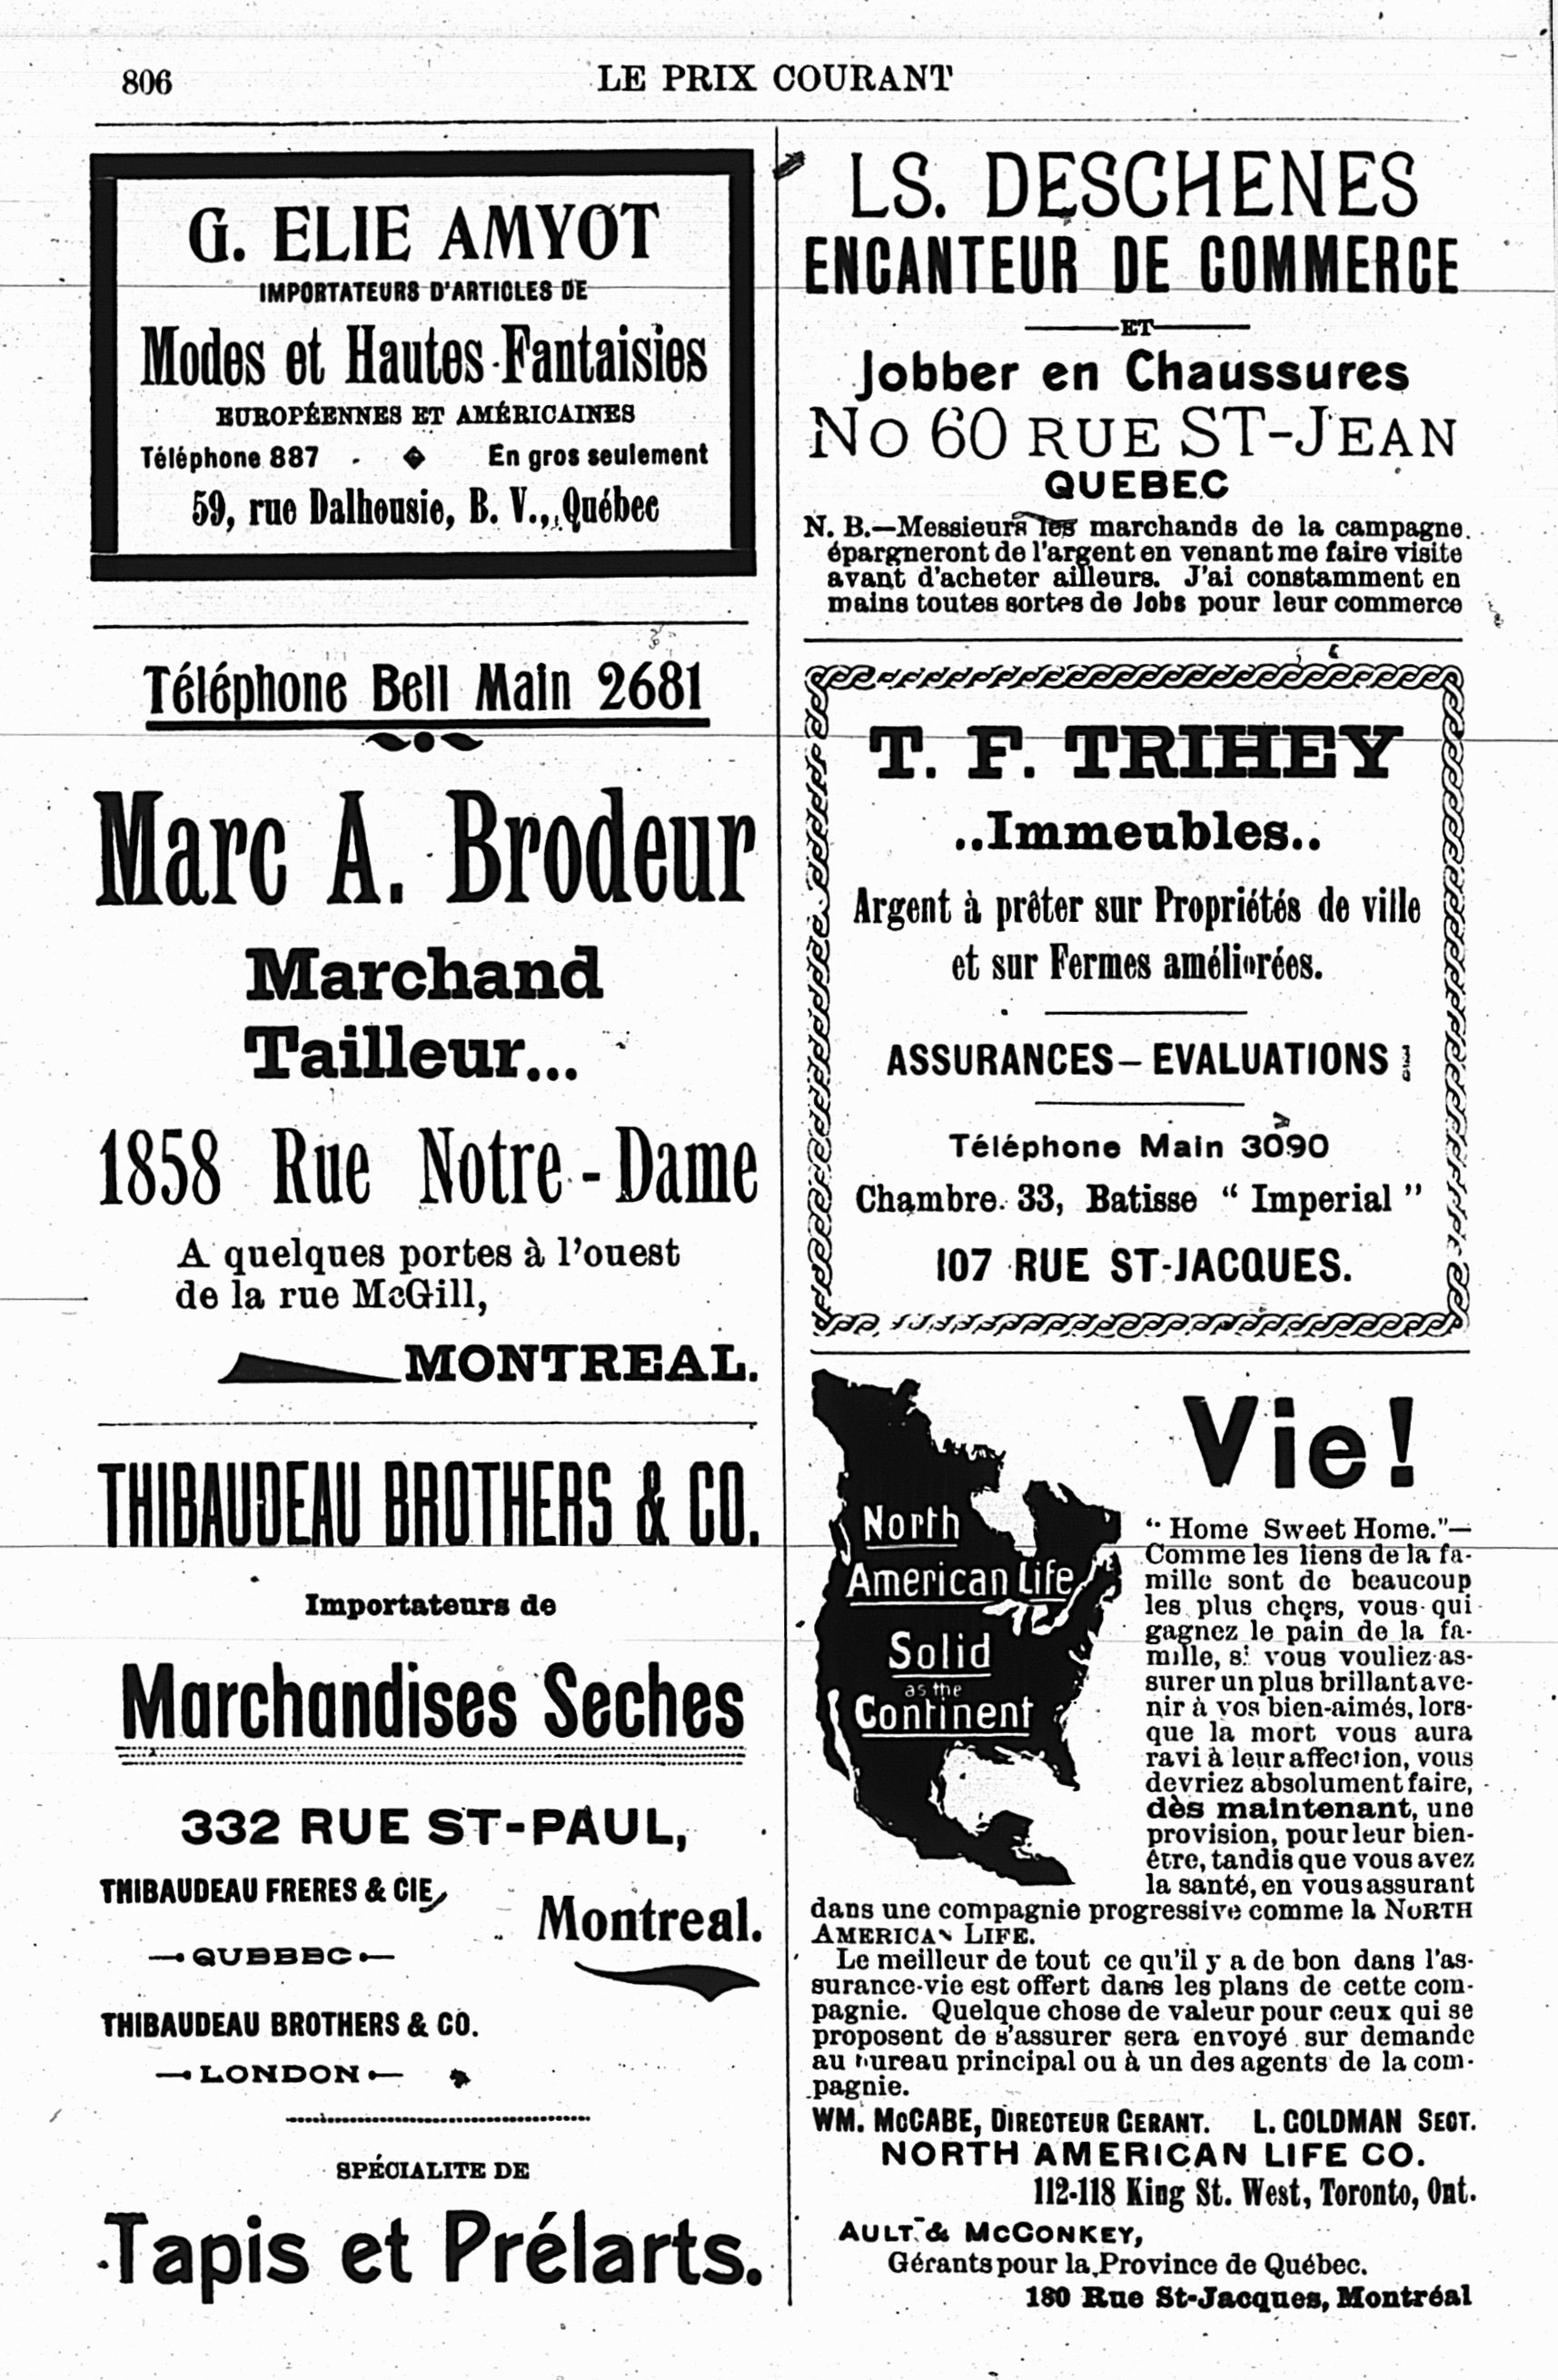 806
LE PRIX COURANT
G. ELIE AMYOT
IMPORTATEURS D'ARTICLES DE
Modes et Hautes Fantaisies
EUROPÉENNES ET AMÉRICAINES
Téléphone 887
En gros seulement
59, rue Dalhousie, B. V., Québec
Téléphone Bell Main 2681
Marc A. Brodeur
Marchand
Tailleur...
1858 Rue Notre-Dame
A quelques portes à l'ouest
de la rue McGill,
MONTREAL.
THIBAUDEAU BROTHERS & CO.
Importateurs de
Marchandises Seches
332 RUE ST-PAUL,
THIBAUDEAU FRERES & CIE,
Montreal.
QUEBBC
THIBAUDEAU BROTHERS & CO.
LONDON
SPÉCIALITE DE
Tapis et Prélarts.
LS. DESCHENES
ENCANTEUR DE COMMERCE
ET
Jobber en Chaussures
No 60 RUE ST-JEAN
QUEBEC
N. B.—Messieurs les marchands de la campagne
épargneront de l'argent en venant me faire visite
avant d'acheter ailleurs. J'ai constamment en
mains toutes sortes de Jobs pour leur commerce
T. F. TRIHEY
..Immeubles..
Argent à prêter sur Propriétés de ville
et sur Fermes améliorées.
ASSURANCES — EVALUATIONS
Téléphone Main 3090
Chambre 33, Batisse “ Imperial ”
107 RUE ST-JACQUES.
North
American Life
Solid
as the
Continent
Vie!
“ Home Sweet Home.”—
Comme les liens de la fa-
mille sont de beaucoup
les plus chers, vous qui
gagnez le pain de la fa-
mille, si vous vouliez as-
surer un plus brillant ave-
nir à vos bien-aimés, lors-
que la mort vous aura
ravi à leur affection, vous
devriez absolument faire,
dès maintenant, une
provision, pour leur bien-
être, tandis que vous avez
la santé, en vous assurant
dans une compagnie progressive comme la NORTH
AMERICAN LIFE.
Le meilleur de tout ce qu'il y a de bon dans l'as-
surance-vie est offert dans les plans de cette com-
pagnie. Quelque chose de valeur pour ceux qui se
proposent de s'assurer sera envoyé sur demande
au bureau principal ou à un des agents de la com-
pagnie.
WM. McCABE, DIRECTEUR GERANT. L. GOLDMAN SECT.
NORTH AMERICAN LIFE CO.
112-118 King St. West, Toronto, Ont.
AULT & McCONKEY,
Gérants pour la Province de Québec.
180 Rue St-Jacques, Montréal